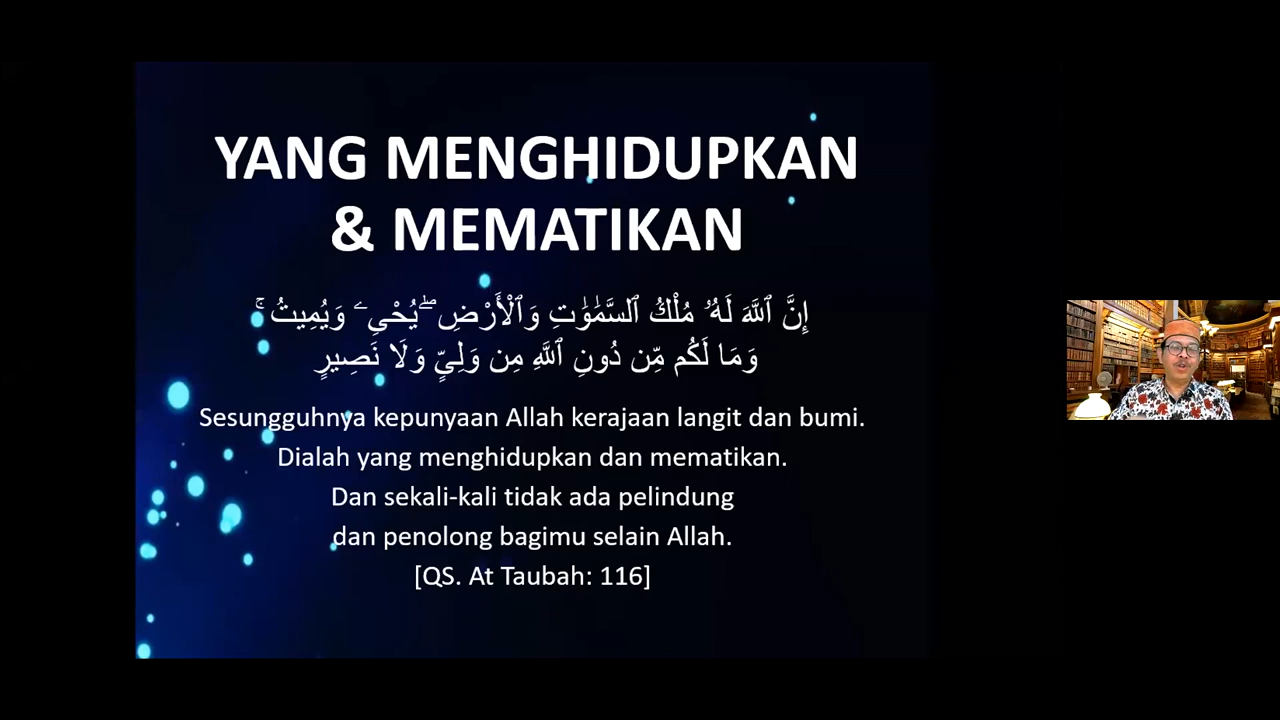 YANG MENGHIDUPKAN
& MEMATIKAN
إِنَّ ٱللَّهَ لَهُۥ مُلْكُ ٱلسَّمَٰوَٰتِ وَٱلْأَرْضِ ۖ يُحْىِۦ وَيُمِيتُ ۚ
وَمَا لَكُم مِّن دُونِ ٱللَّهِ مِن وَلِىٍّ وَلَا نَصِيرٍ
Sesungguhnya kepunyaan Allah kerajaan langit dan bumi.
Dialah yang menghidupkan dan mematikan.
Dan sekali-kali tidak ada pelindung
dan penolong bagimu selain Allah.
[QS. At Taubah: 116]